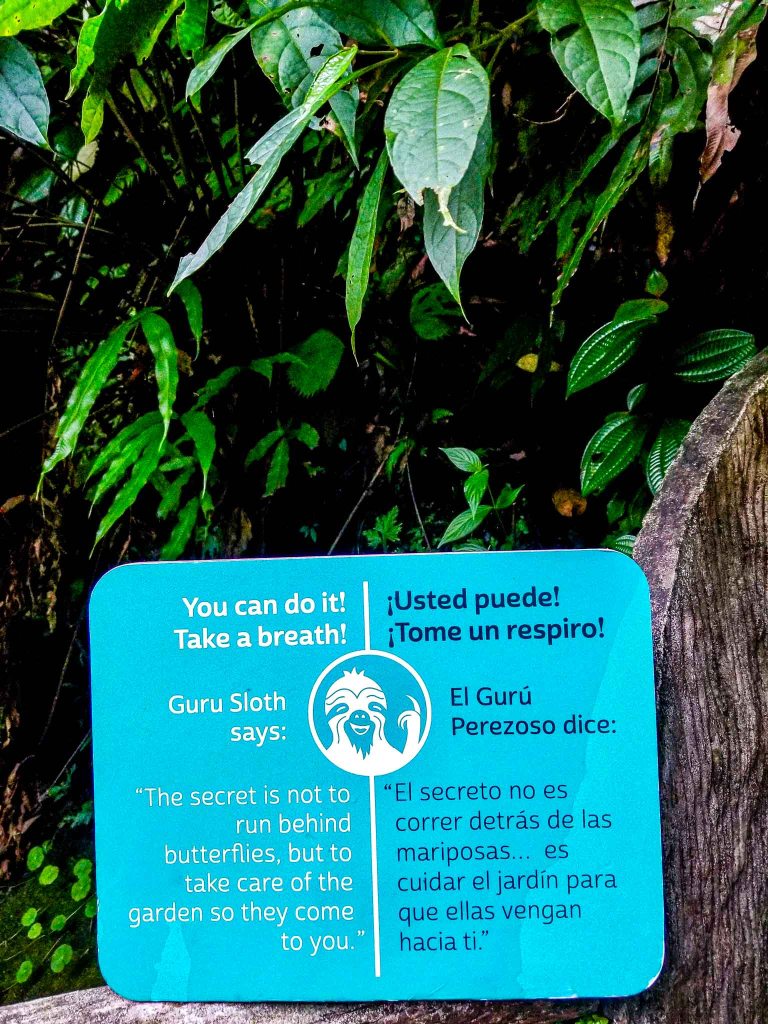 You can do it!
Take a breath!
Guru Sloth
says:
“The secret is not to
run behind
butterflies, but to
take care of the
garden so they come
to you.”
¡Usted puede!
¡Tome un respiro!
El Gurú
Perezoso dice:
“El secreto no es
correr detrás de las
mariposas... es
cuidar el jardín para
que ellas vengan
hacia ti.”